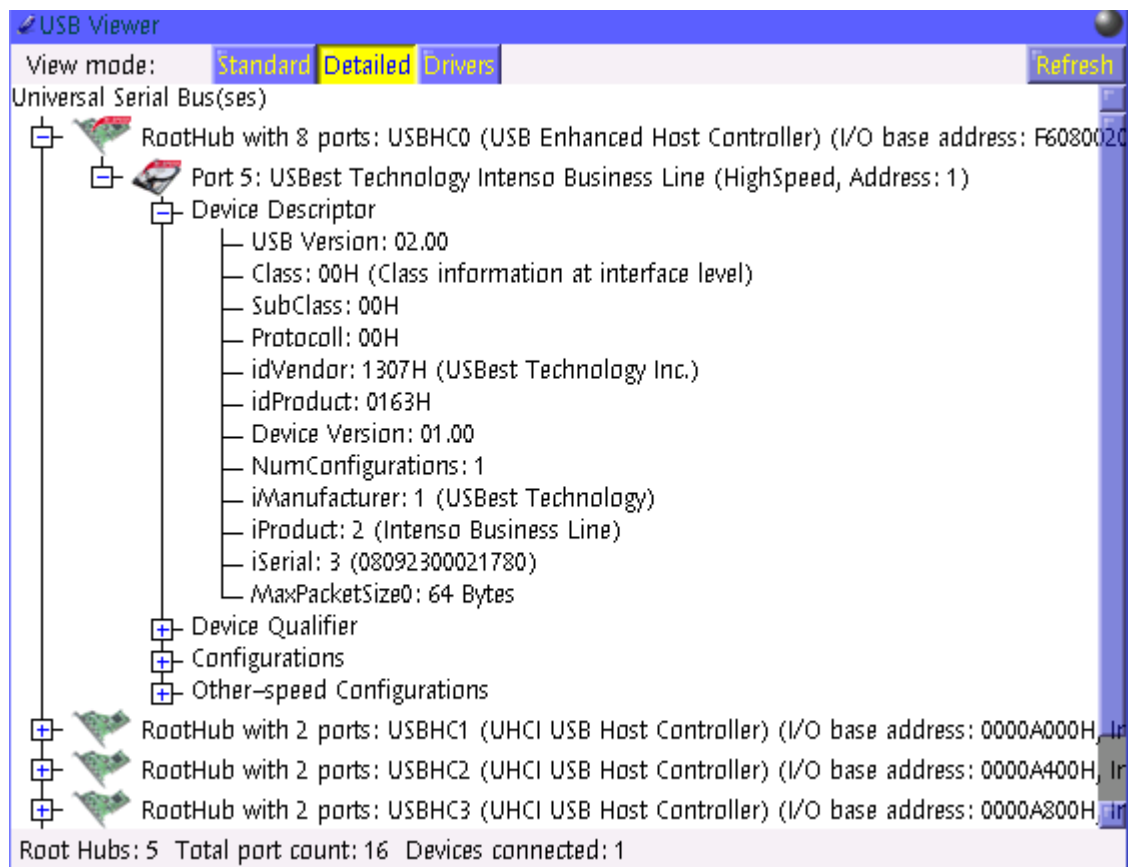 USB Viewer
View mode: Standard Detailed Drivers Refresh
Universal Serial Bus(ses)
RootHub with 8 ports: USBHC0 (USB Enhanced Host Controller) (I/O base address: F6080020
Port 5: USBest Technology Intenso Business Line (HighSpeed, Address: 1)
Device Descriptor
USB Version: 02.00
Class: 00H (Class information at interface level)
SubClass: 00H
Protocoll: 00H
idVendor: 1307H (USBest Technology Inc.)
idProduct: 0163H
Device Version: 01.00
NumConfigurations: 1
iManufacturer: 1 (USBest Technology)
iProduct: 2 (Intenso Business Line)
iSerial: 3 (08092300021780)
MaxPacketSize0: 64 Bytes
Device Qualifier
Configurations
Other-speed Configurations
RootHub with 2 ports: USBHC1 (UHCI USB Host Controller) (I/O base address: 0000A000H, Ir
RootHub with 2 ports: USBHC2 (UHCI USB Host Controller) (I/O base address: 0000A400H, Ir
RootHub with 2 ports: USBHC3 (UHCI USB Host Controller) (I/O base address: 0000A800H, Ir
Root Hubs: 5 Total port count: 16 Devices connected: 1